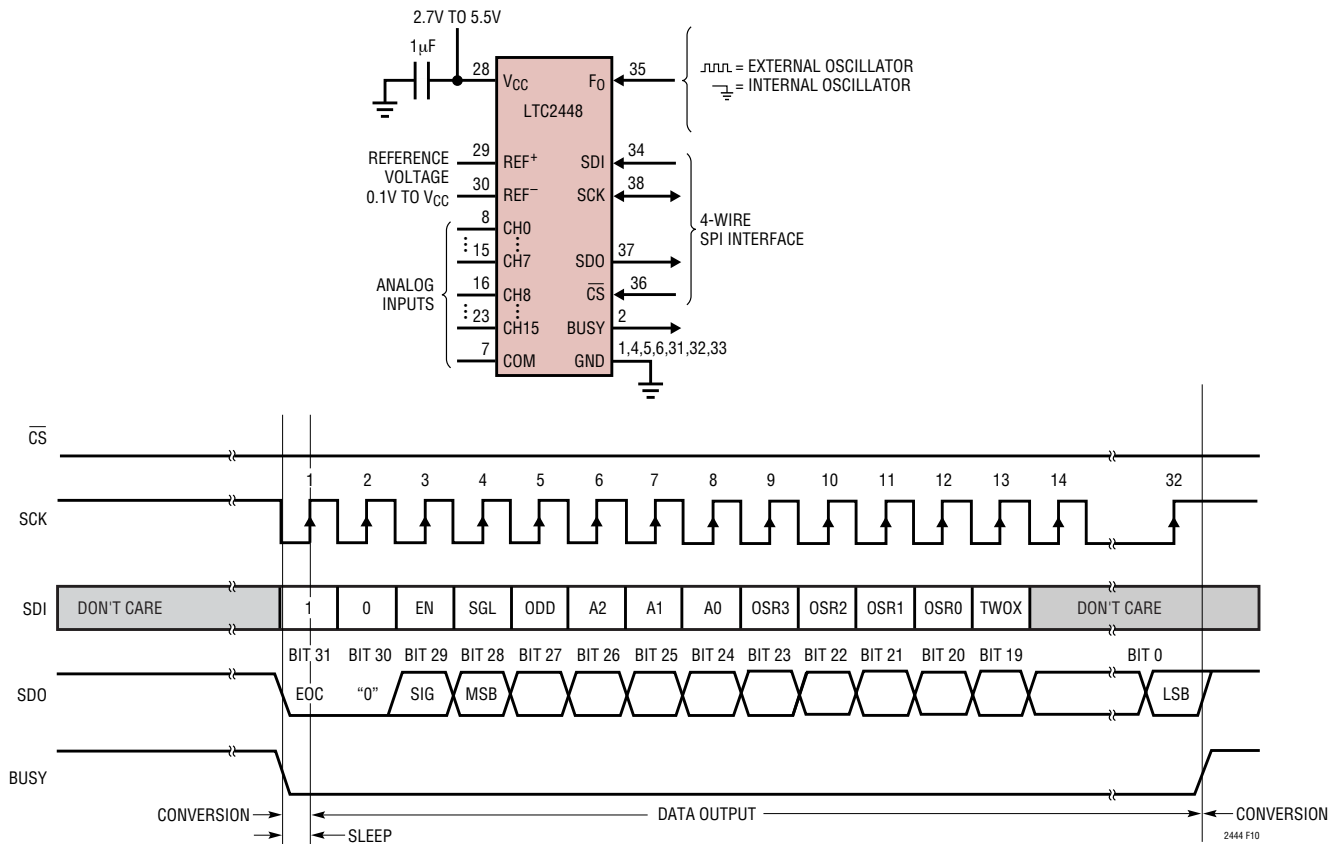 2.7V TO 5.5V
1µF
28
VCC
FO
35
= EXTERNAL OSCILLATOR
= INTERNAL OSCILLATOR
LTC2448
REFERENCE
VOLTAGE
0.1V TO VCC
29
REF+
30
REF–
SDI
34
SCK
38
4-WIRE
SPI INTERFACE
ANALOG
INPUTS
8
CH0
15
CH7
SDO
37
16
CH8
CS
36
23
CH15
BUSY
2
7
COM
GND
1,4,5,6,31,32,33
CS
SCK
1 2 3 4 5 6 7 8 9 10 11 12 13 14 32
SDI
DON'T CARE 1 0 EN SGL ODD A2 A1 A0 OSR3 OSR2 OSR1 OSR0 TWOX DON'T CARE
BIT 31 BIT 30 BIT 29 BIT 28 BIT 27 BIT 26 BIT 25 BIT 24 BIT 23 BIT 22 BIT 21 BIT 20 BIT 19 BIT 0
SDO
EOC “0” SIG MSB LSB
BUSY
CONVERSION
DATA OUTPUT
CONVERSION
SLEEP
2444 F10